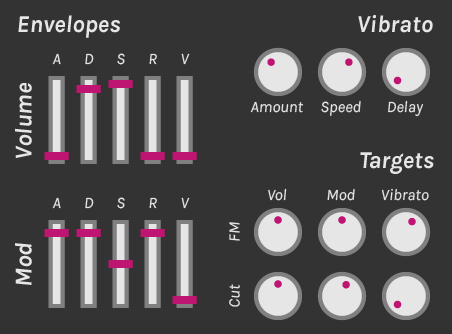 Envelopes
A D S R V
Volume
A D S R V
Mod
Vibrato
Amount Speed Delay
Targets
Vol Mod Vibrato
FM
Cut